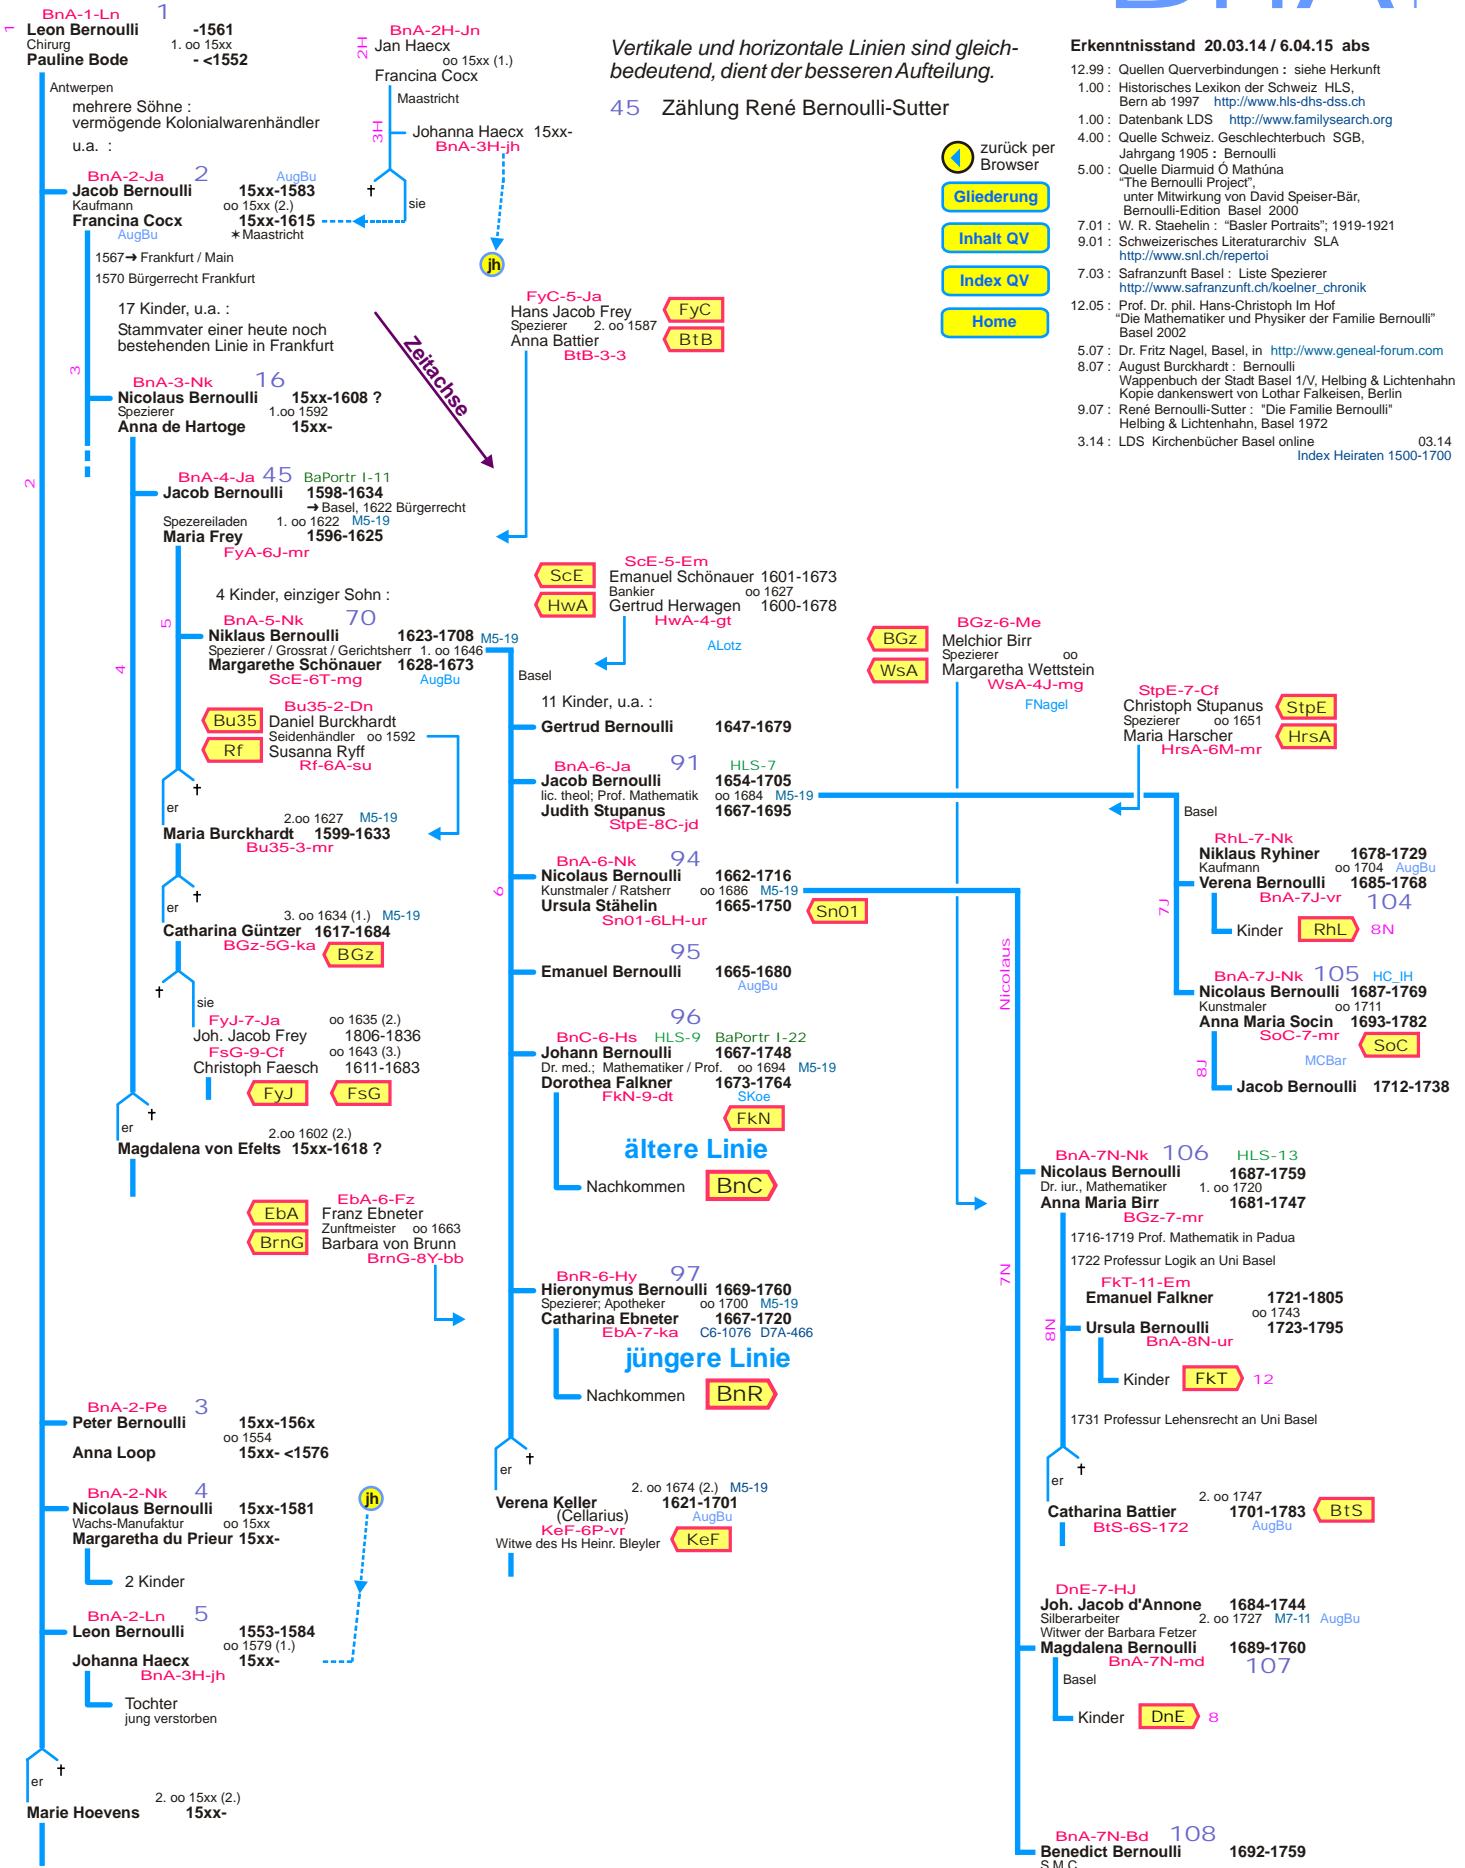 BnA-1-Ln 1
1
Leon Bernoulli -1561
Chirurg 1. oo 15xx
Pauline Bode - <1552
Antwerpen
mehrere Söhne :
vermögende Kolonialwarenhändler
u.a. :
BnA-2H-Jn
2H
Jan Haecx
oo 15xx (1.)
Francina Cocx
Maastricht
3H
Johanna Haecx 15xx-
BnA-3H-jh
†
sie
jh
Vertikale und horizontale Linien sind gleich-
bedeutend, dient der besseren Aufteilung.
45 Zählung René Bernoulli-Sutter
zurück per
Browser
Gliederung
Inhalt QV
Index QV
Home
Erkenntnisstand 20.03.14 / 6.04.15 abs
12.99 : Quellen Querverbindungen : siehe Herkunft
1.00 : Historisches Lexikon der Schweiz HLS,
Bern ab 1997 http://www.hls-dhs-dss.ch
1.00 : Datenbank LDS http://www.familysearch.org
4.00 : Quelle Schweiz. Geschlechterbuch SGB,
Jahrgang 1905 : Bernoulli
5.00 : Quelle Diarmuid Ó Mathúna
"The Bernoulli Project",
unter Mitwirkung von David Speiser-Bär,
Bernoulli-Edition Basel 2000
7.01 : W. R. Staehelin : "Basler Portraits"; 1919-1921
9.01 : Schweizerisches Literaturarchiv SLA
http://www.snl.ch/repertoi
7.03 : Safranzunft Basel : Liste Spezierer
http://www.safranzunft.ch/koelner_chronik
12.05 : Prof. Dr. phil. Hans-Christoph Im Hof
"Die Mathematiker und Physiker der Familie Bernoulli"
Basel 2002
5.07 : Dr. Fritz Nagel, Basel, in http://www.geneal-forum.com
8.07 : August Burckhardt : Bernoulli
Wappenbuch der Stadt Basel 1/V, Helbing & Lichtenhahn
Kopie dankenswert von Lothar Falkeisen, Berlin
9.07 : René Bernoulli-Sutter : "Die Familie Bernoulli"
Helbing & Lichtenhahn, Basel 1972
3.14 : LDS Kirchenbücher Basel online 03.14
Index Heiraten 1500-1700
BnA-2-Ja 2 AugBu
Jacob Bernoulli 15xx-1583
Kaufmann oo 15xx (2.)
Francina Cocx 15xx-1615
AugBu ∗Maastricht
1567➔ Frankfurt / Main
1570 Bürgerrecht Frankfurt
17 Kinder, u.a. :
Stammvater einer heute noch
bestehenden Linie in Frankfurt
Zeitachse
3
BnA-3-Nk 16
Nicolaus Bernoulli 15xx-1608 ?
Spezierer 1.oo 1592
Anna de Hartoge 15xx-
FyC-5-Ja
Hans Jacob Frey FyC
Spezierer 2. oo 1587
Anna Battier BtB
BtB-3-3
2
BnA-4-Ja 45 BaPortr I-11
Jacob Bernoulli 1598-1634
➔ Basel, 1622 Bürgerrecht
Spezereiladen 1. oo 1622 M5-19
Maria Frey 1596-1625
FyA-6J-mr
4 Kinder, einziger Sohn :
5
4
BnA-5-Nk 70
Niklaus Bernoulli 1623-1708 M5-19
Spezierer / Grossrat / Gerichtsherr 1. oo 1646
Margarethe Schönauer 1628-1673
ScE-6T-mg AugBu
ScE-5-Em
ScE Emanuel Schönauer 1601-1673
Bankier oo 1627
HwA Gertrud Herwagen 1600-1678
HwA-4-gt
ALotz
Basel
11 Kinder, u.a. :
Bu35-2-Dn
Bu35 Daniel Burckhardt
Seidenhändler oo 1592
Rf Susanna Ryff
Rf-6A-su
†
er
2.oo 1627 M5-19
Maria Burckhardt 1599-1633
Bu35-3-mr
†
er
3. oo 1634 (1.) M5-19
Catharina Güntzer 1617-1684
BGz-5G-ka BGz
†
sie
FyJ-7-Ja oo 1635 (2.)
Joh. Jacob Frey 1806-1836
FsG-9-Cf oo 1643 (3.)
Christoph Faesch 1611-1683
FyJ FsG
†
er
2.oo 1602 (2.)
Magdalena von Efelts 15xx-1618 ?
6
Gertrud Bernoulli 1647-1679
BnA-6-Ja 91 HLS-7
Jacob Bernoulli 1654-1705
lic. theol; Prof. Mathematik oo 1684 M5-19
Judith Stupanus 1667-1695
StpE-8C-jd
BnA-6-Nk 94
Nicolaus Bernoulli 1662-1716
Kunstmaler / Ratsherr oo 1686 M5-19
Ursula Stähelin 1665-1750
Sn01-6LH-ur Sn01
95
Emanuel Bernoulli 1665-1680
AugBu
96
BnC-6-Hs HLS-9 BaPortr I-22
Johann Bernoulli 1667-1748
Dr. med.; Mathematiker / Prof. oo 1694 M5-19
Dorothea Falkner 1673-1764
FkN-9-dt SKoe
FkN
ältere Linie
Nachkommen BnC
EbA-6-Fz
EbA Franz Ebneter
Zunftmeister oo 1663
BrnG Barbara von Brunn
BrnG-8Y-bb
BnR-6-Hy 97
Hieronymus Bernoulli 1669-1760
Spezierer; Apotheker oo 1700 M5-19
Catharina Ebneter 1667-1720
EbA-7-ka C6-1076 D7A-466
jüngere Linie
Nachkommen BnR
†
er
2. oo 1674 (2.) M5-19
Verena Keller 1621-1701
(Cellarius) AugBu
KeF-6P-vr
Witwe des Hs Heinr. Bleyler KeF
BGz-6-Me
BGz Melchior Birr
Spezierer oo
WsA Margaretha Wettstein
WsA-4J-mg
FNagel
StpE-7-Cf
Christoph Stupanus StpE
Spezierer oo 1651
Maria Harscher HrsA
HrsA-6M-mr
Basel
7J
RhL-7-Nk
Niklaus Ryhiner 1678-1729
Kaufmann oo 1704 AugBu
Verena Bernoulli 1685-1768
BnA-7J-vr 104
Kinder RhL 8N
BnA-7J-Nk 105 HC_IH
Nicolaus Bernoulli 1687-1769
Kunstmaler oo 1711
Anna Maria Socin 1693-1782
SoC-7-mr SoC
MCBar
8J
Jacob Bernoulli 1712-1738
Nicolaus
7N
BnA-7N-Nk 106 HLS-13
Nicolaus Bernoulli 1687-1759
Dr. iur., Mathematiker 1. oo 1720
Anna Maria Birr 1681-1747
BGz-7-mr
1716-1719 Prof. Mathematik in Padua
1722 Professur Logik an Uni Basel
8N
FkT-11-Em
Emanuel Falkner 1721-1805
oo 1743
Ursula Bernoulli 1723-1795
BnA-8N-ur
Kinder FkT 12
1731 Professur Lehensrecht an Uni Basel
†
er
2. oo 1747
Catharina Battier 1701-1783 BtS
BtS-6S-172 AugBu
DnE-7-HJ
Joh. Jacob d'Annone 1684-1744
Silberarbeiter 2. oo 1727 M7-11 AugBu
Witwer der Barbara Fetzer
Magdalena Bernoulli 1689-1760
BnA-7N-md 107
Basel
Kinder DnE 8
BnA-7N-Bd 108
Benedict Bernoulli 1692-1759
S.M.C.
BnA-2-Pe 3
Peter Bernoulli 15xx-156x
oo 1554
Anna Loop 15xx- <1576
BnA-2-Nk 4
Nicolaus Bernoulli 15xx-1581
Wachs-Manufaktur oo 15xx
Margaretha du Prieur 15xx-
2 Kinder
jh
BnA-2-Ln 5
Leon Bernoulli 1553-1584
oo 1579 (1.)
Johanna Haecx 15xx-
BnA-3H-jh
Tochter
jung verstorben
†
er
2. oo 15xx (2.)
Marie Hoevens 15xx-